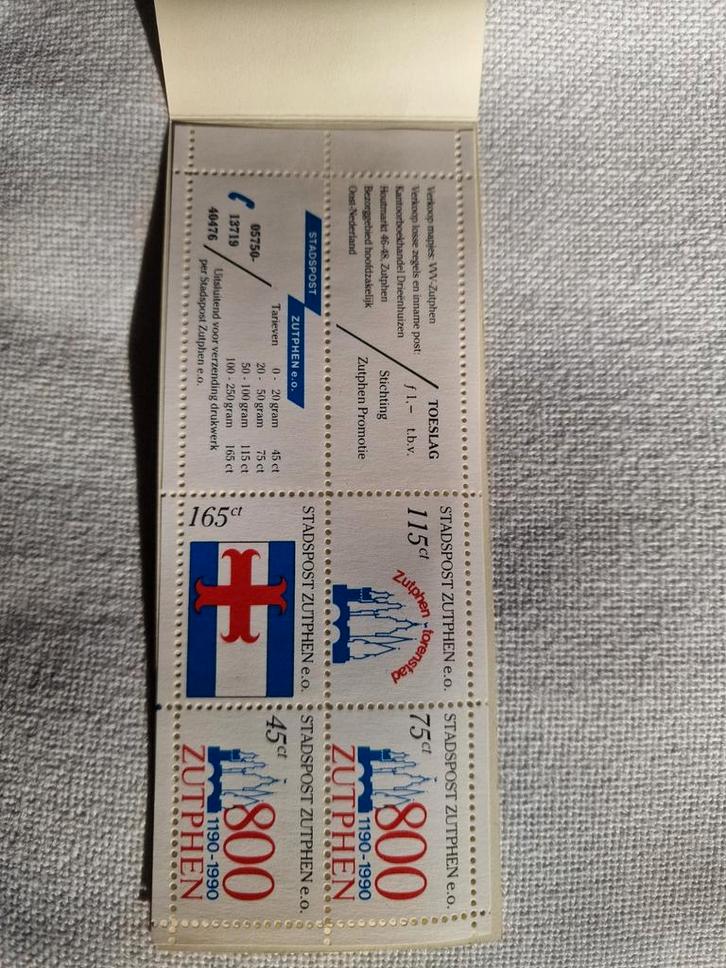 Verkoop mapjes: VVV-Zutphen
Verkoop losse zegels en inname post:
Kantoorboekhandel Drieënhuizen
Houtmarkt 46-48, Zutphen
Bezorggebied hoofdzakelijk
Oost-Nederland
TOESLAG
ƒ 1,- t.b.v.
Stichting
Zutphen Promotie
STADSPOST ZUTPHEN e.o.
115ct
Zutphen - torenstad
STADSPOST ZUTPHEN e.o.
75ct
800
1190-1990
ZUTPHEN
STADSPOST
ZUTPHEN e.o.
05750-
13719
40476
Tarieven 0 - 20 gram 45 ct
20 - 50 gram 75 ct
50 - 100 gram 115 ct
100 - 250 gram 165 ct
Uitsluitend voor verzending drukwerk
per Stadspost Zutphen e.o.
STADSPOST ZUTPHEN e.o.
165ct
STADSPOST ZUTPHEN e.o.
45ct
800
1190-1990
ZUTPHEN